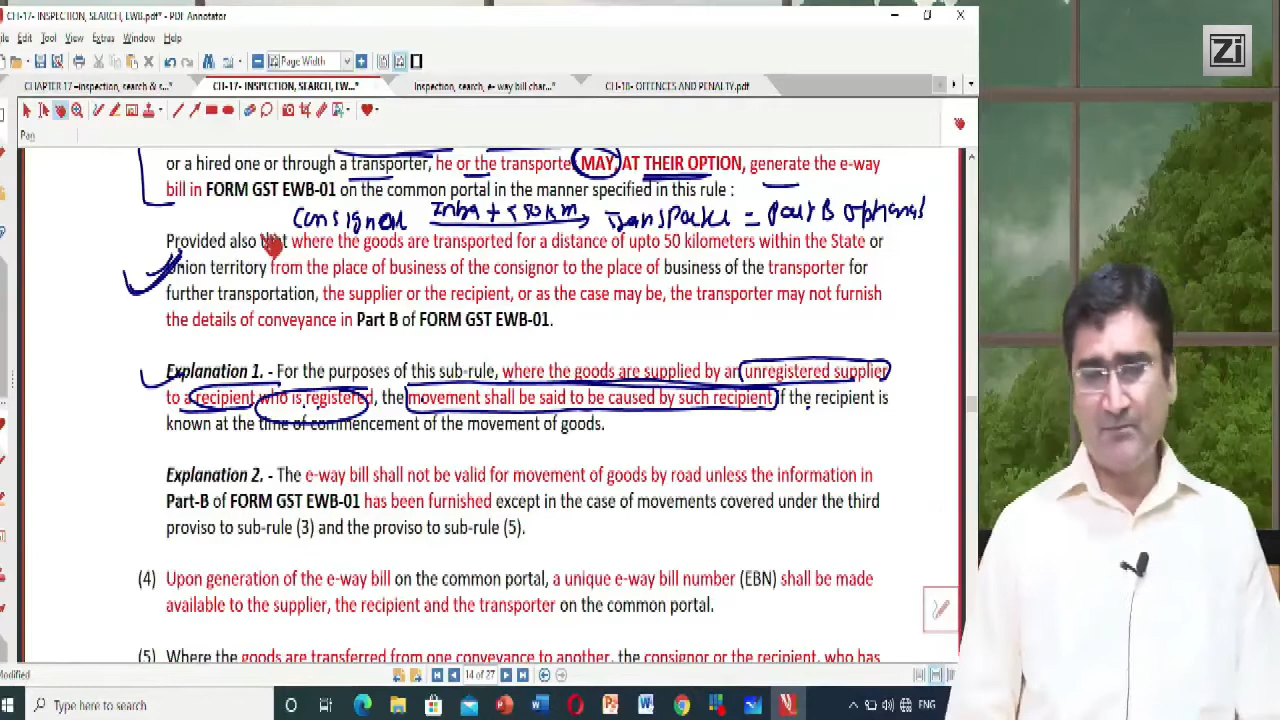 CH-17- INSPECTION, SEARCH, EWB.pdf* - PDF Annotator
Edit Tool View Extras Window Help
Page Width
CHAPTER 17 –inspection, search & s...* CH-17- INSPECTION, SEARCH, EW...* Inspection, search, e- way bill char... CH-18- OFFENCES AND PENALTY.pdf
Pan
Zi
or a hired one or through a transporter, he or the transporte MAY AT THEIR OPTION, generate the e-way
bill in FORM GST EWB-01 on the common portal in the manner specified in this rule :
Consignor Intra + < 50 km Transporter = Part B optional
Provided also that where the goods are transported for a distance of upto 50 kilometers within the State or
Union territory from the place of business of the consignor to the place of business of the transporter for
further transportation, the supplier or the recipient, or as the case may be, the transporter may not furnish
the details of conveyance in Part B of FORM GST EWB-01.
Explanation 1. - For the purposes of this sub-rule, where the goods are supplied by an unregistered supplier
to a recipient who is registered, the movement shall be said to be caused by such recipient if the recipient is
known at the time of commencement of the movement of goods.
Explanation 2. - The e-way bill shall not be valid for movement of goods by road unless the information in
Part-B of FORM GST EWB-01 has been furnished except in the case of movements covered under the third
proviso to sub-rule (3) and the proviso to sub-rule (5).
(4) Upon generation of the e-way bill on the common portal, a unique e-way bill number (EBN) shall be made
available to the supplier, the recipient and the transporter on the common portal.
(5) Where the goods are transferred from one conveyance to another, the consignor or the recipient, who has
Modified 14 of 27
Type here to search ENG